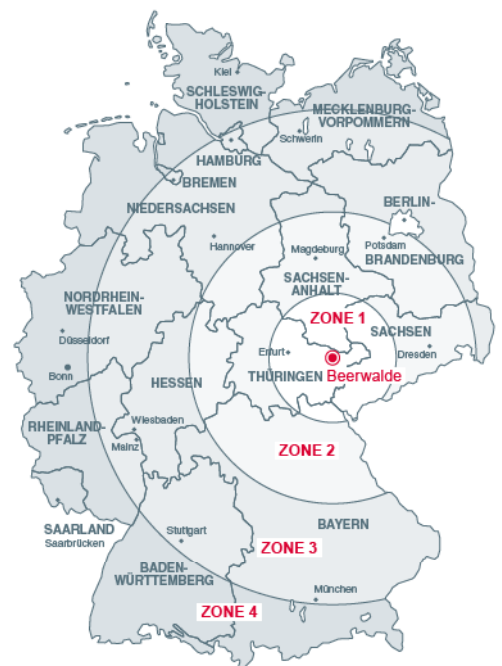 Kiel
SCHLESWIG-
HOLSTEIN
MECKLENBURG-
VORPOMMERN
Schwerin
HAMBURG
BREMEN
NIEDERSACHSEN
BERLIN-
Hannover
Potsdam
BRANDENBURG
Magdeburg
SACHSEN-
ANHALT
NORDRHEIN-
WESTFALEN
ZONE 1
SACHSEN
Düsseldorf
Erfurt
Dresden
Bonn
THÜRINGEN
Beerwalde
HESSEN
Wiesbaden
RHEINLAND-
PFALZ
Mainz
ZONE 2
SAARLAND
Saarbrücken
Stuttgart
BAYERN
ZONE 3
BADEN-
WÜRTTEMBERG
München
ZONE 4